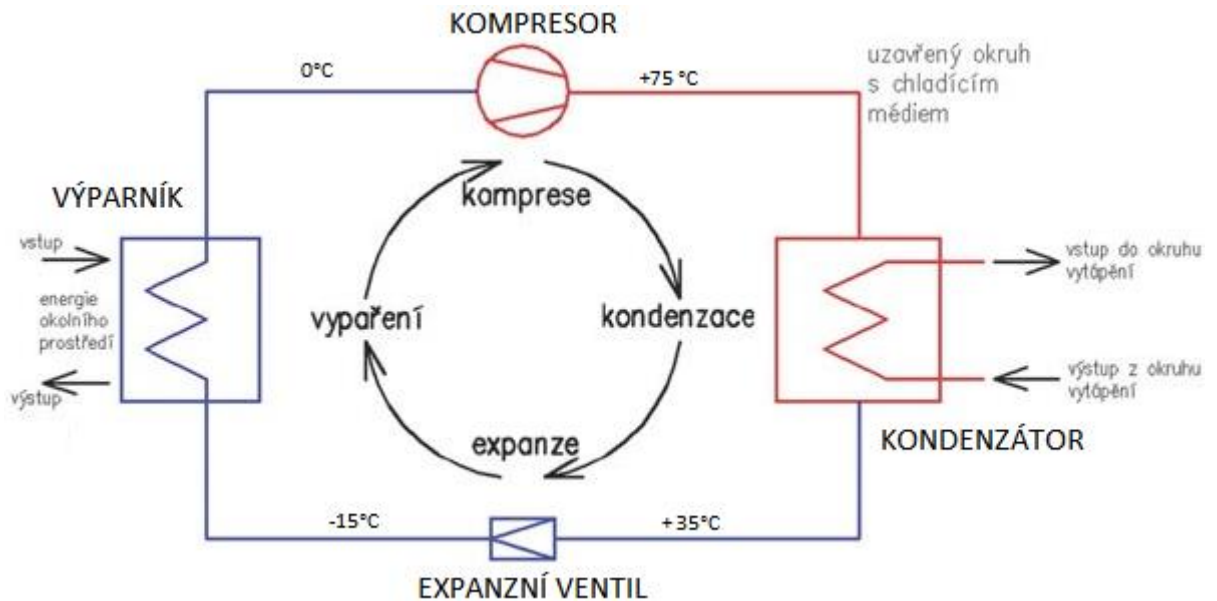 KOMPRESOR
0°C
+75 °C
uzavřený okruh
s chladícím
médiem
VÝPARNÍK
komprese
vstup
vstup do okruhu
vytápění
energie
okolního
prostředí
vypaření
kondenzace
výstup
výstup z okruhu
vytápění
expanze
KONDENZÁTOR
-15°C
+35°C
EXPANZNÍ VENTIL